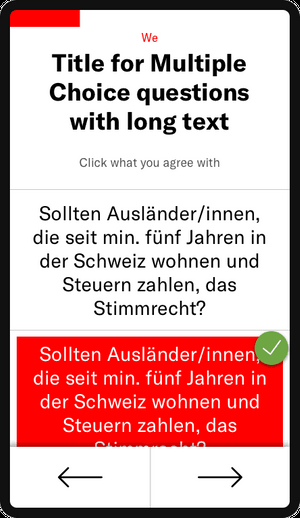 We
Title for Multiple
Choice questions
with long text
Click what you agree with
Sollten Ausländer/innen,
die seit min. fünf Jahren in
der Schweiz wohnen und
Steuern zahlen, das
Stimmrecht?
Sollten Ausländer/innen,
die seit min. fünf Jahren in
der Schweiz wohnen und
Steuern zahlen, das
Stimmrecht?